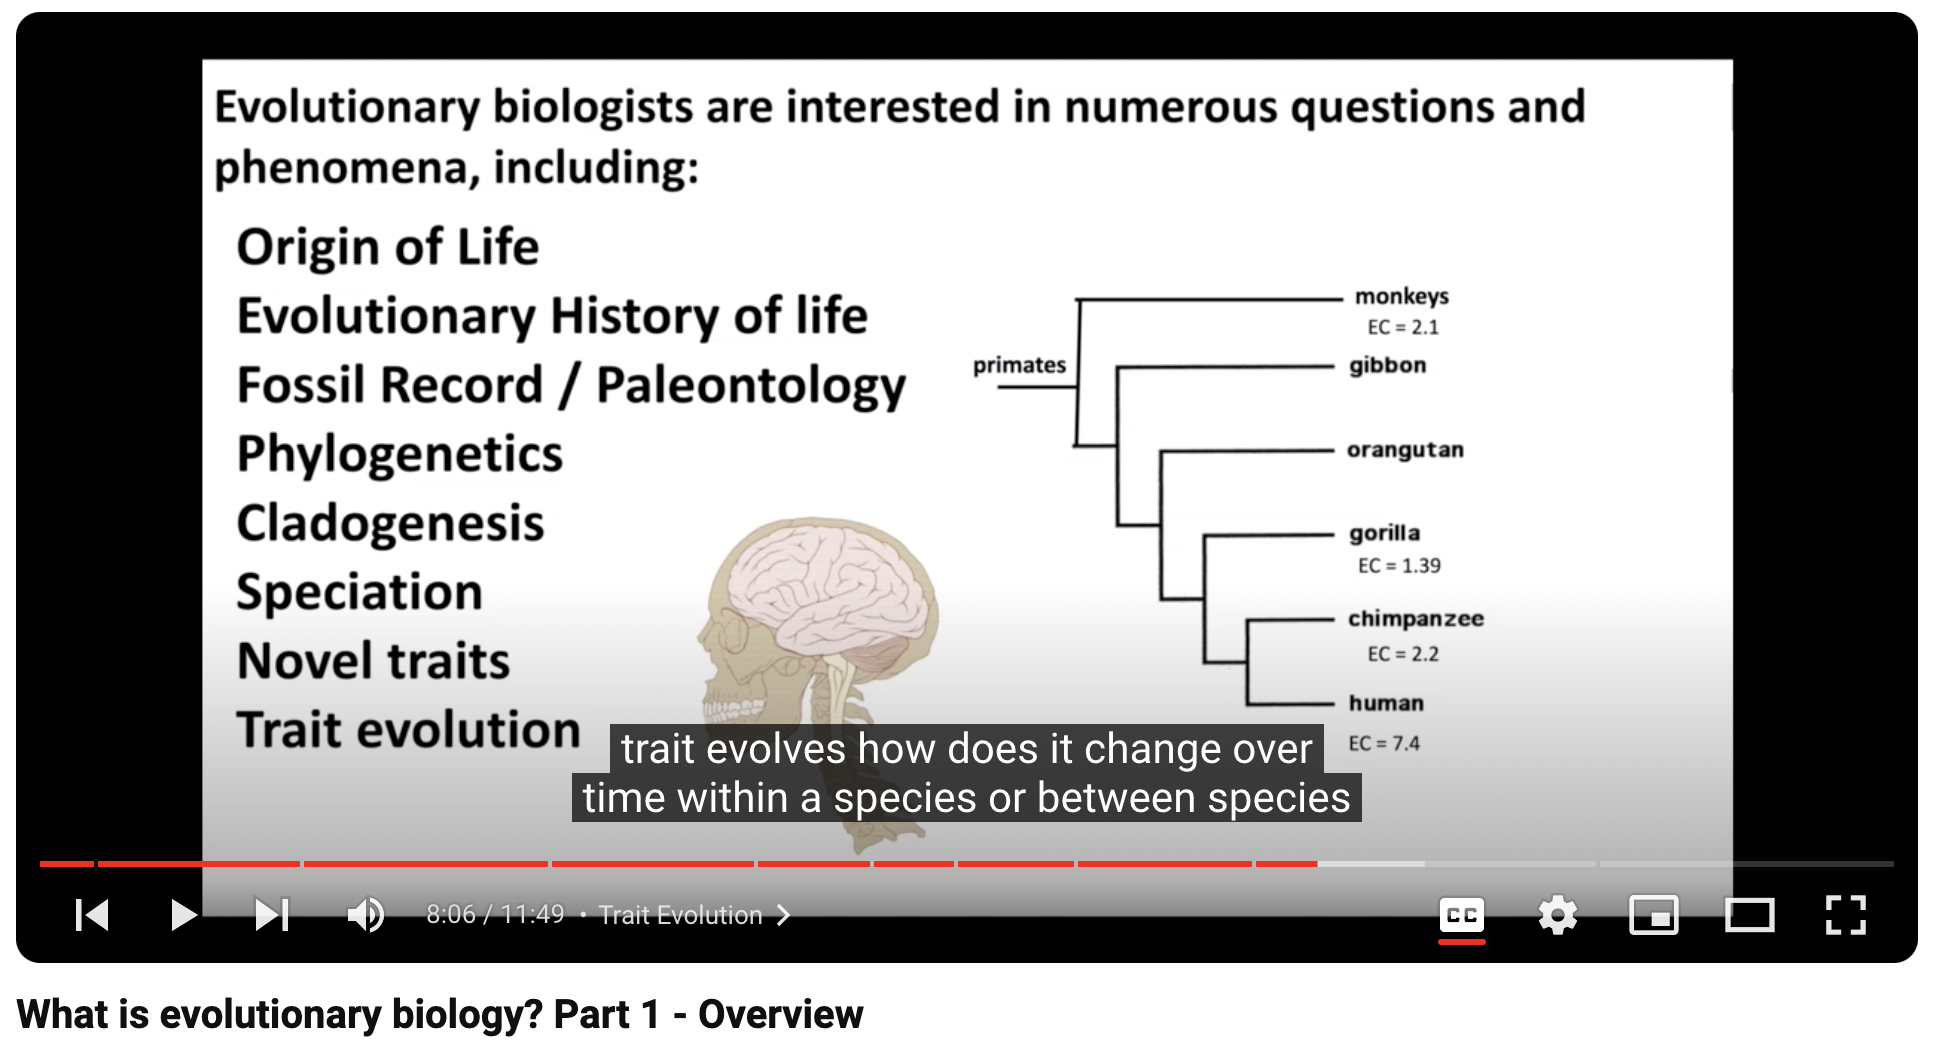 Evolutionary biologists are interested in numerous questions and
phenomena, including:
Origin of Life
Evolutionary History of life
Fossil Record / Paleontology
Phylogenetics
Cladogenesis
Speciation
Novel traits
Trait evolution
primates
monkeys
EC = 2.1
gibbon
orangutan
gorilla
EC = 1.39
chimpanzee
EC = 2.2
human
EC = 7.4
trait evolves how does it change over
time within a species or between species
8:06 / 11:49 • Trait Evolution
CC
What is evolutionary biology? Part 1 - Overview